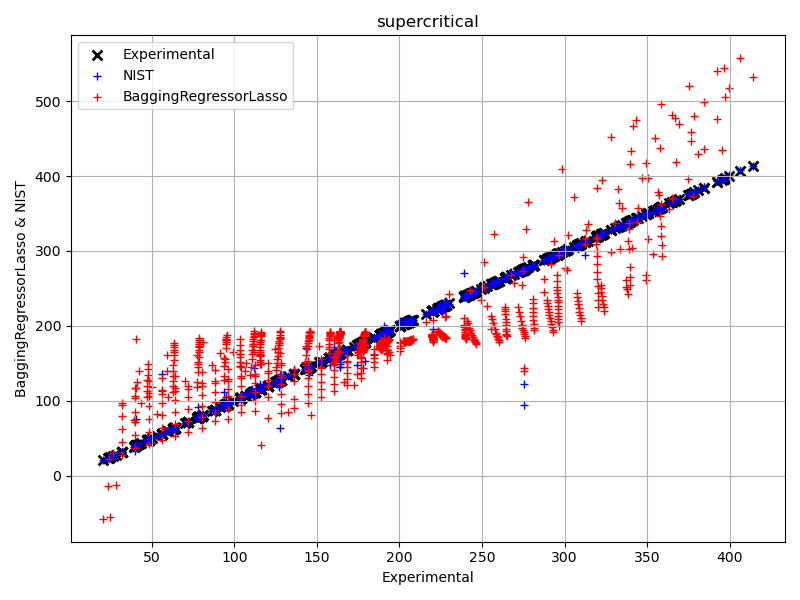 supercritical
Experimental
NIST
BaggingRegressorLasso
BaggingRegressorLasso & NIST
500
400
300
200
100
0
50 100 150 200 250 300 350 400
Experimental